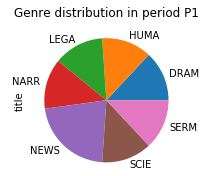 Genre distribution in period P1
HUMA
LEGA
DRAM
NARR
title
SERM
NEWS
SCIE